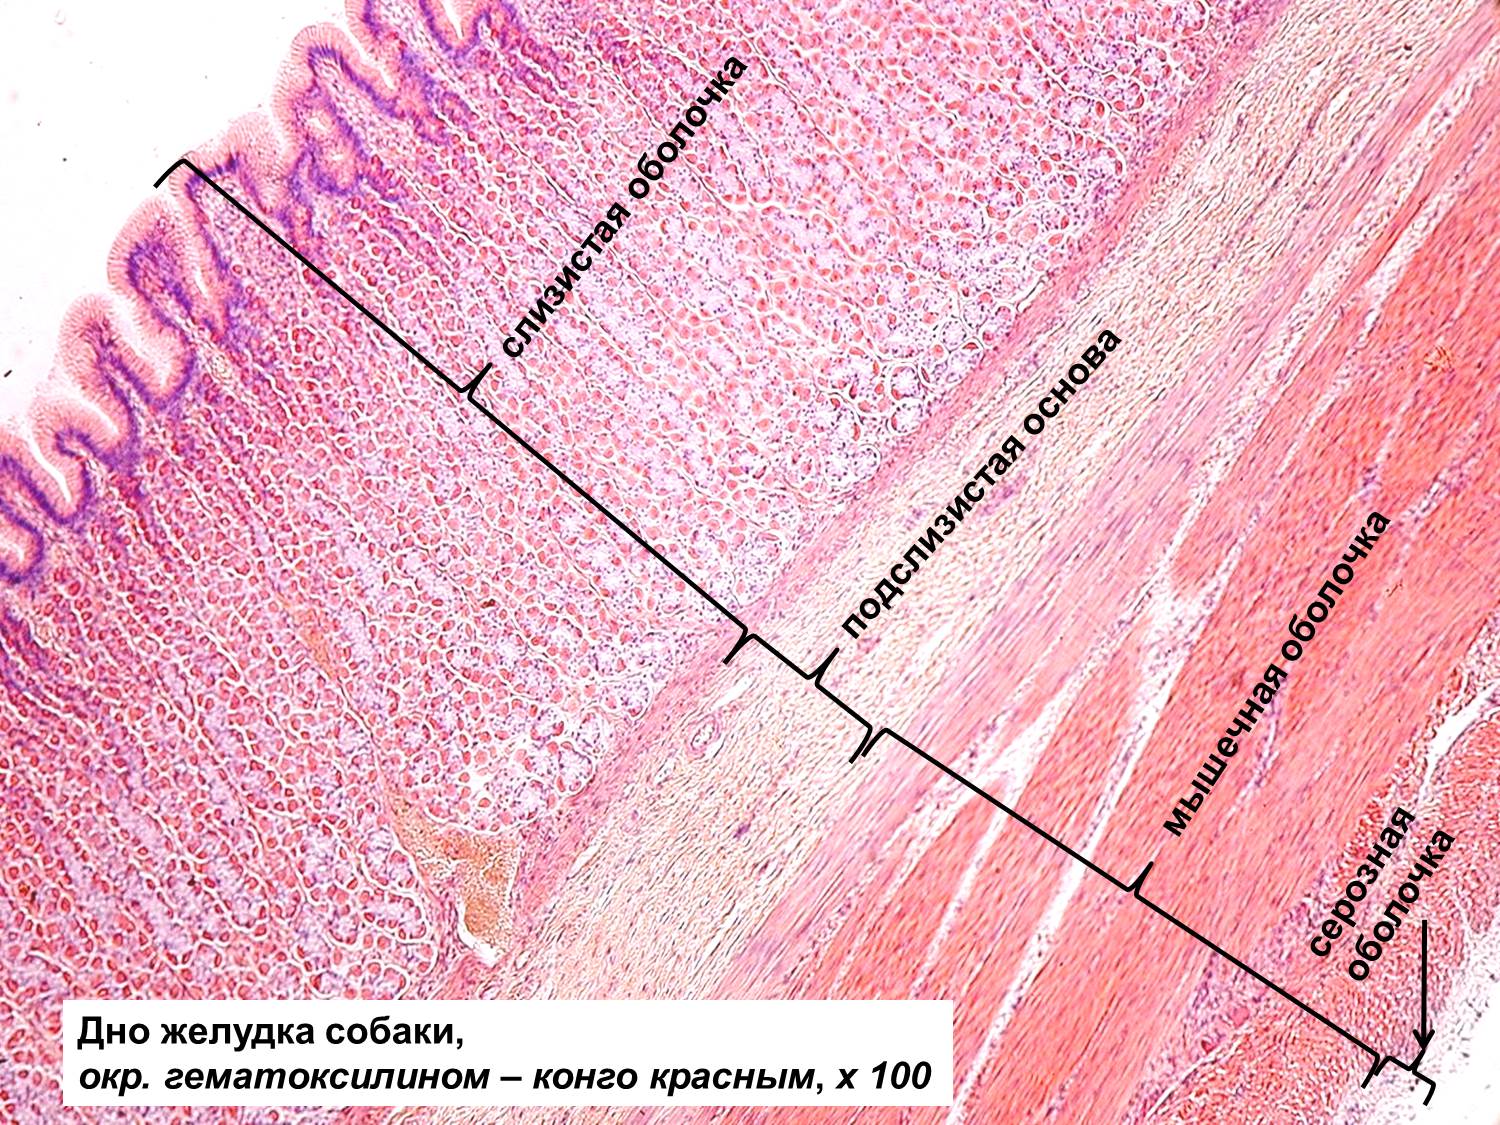 слизистая оболочка
подслизистая основа
мышечная оболочка
серозная
оболочка
Дно желудка собаки,
окр. гематоксилином – конго красным, х 100